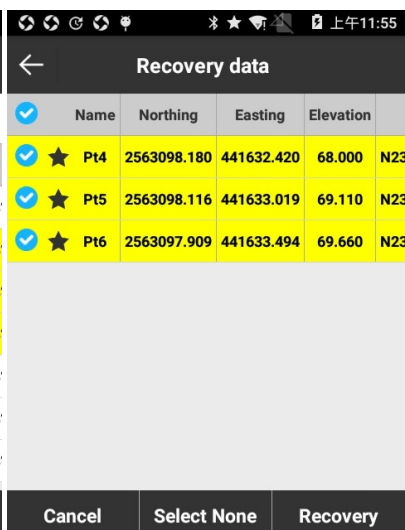 上午11:55
Recovery data
Name Northing Easting Elevation
Pt4 2563098.180 441632.420 68.000 N23
Pt5 2563098.116 441633.019 69.110 N23
Pt6 2563097.909 441633.494 69.660 N23
Cancel Select None Recovery